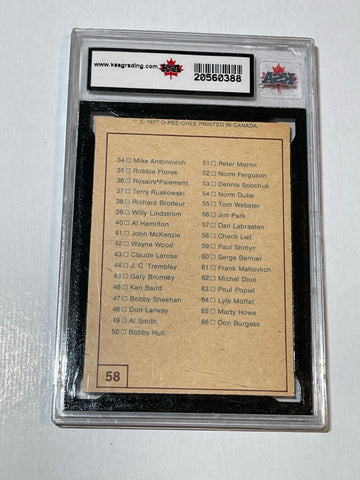 www.ksagrading.com
KSA
20560388
KSA
© 1977 O-PEE-CHEE PRINTED IN CANADA
34 Mike Antonovich
35 Robbie Ftorek
36 Rosaire Paiement
37 Terry Ruskowski
38 Richard Brodeur
39 Willy Lindstrom
40 Al Hamilton
41 John McKenzie
42 Wayne Wood
43 Claude Larose
44 J. C. Tremblay
45 Gary Bromley
46 Ken Baird
47 Bobby Sheehan
48 Don Larway
49 Al Smith
50 Bobby Hull
51 Peter Marrin
52 Norm Ferguson
53 Dennis Sobchuk
54 Norm Dube
55 Tom Webster
56 Jim Park
57 Dan Labraaten
58 Check List
59 Paul Shmyr
60 Serge Bernier
61 Frank Mahovlich
62 Michel Dion
63 Poul Popiel
64 Lyle Moffat
65 Marty Howe
66 Don Burgess
58